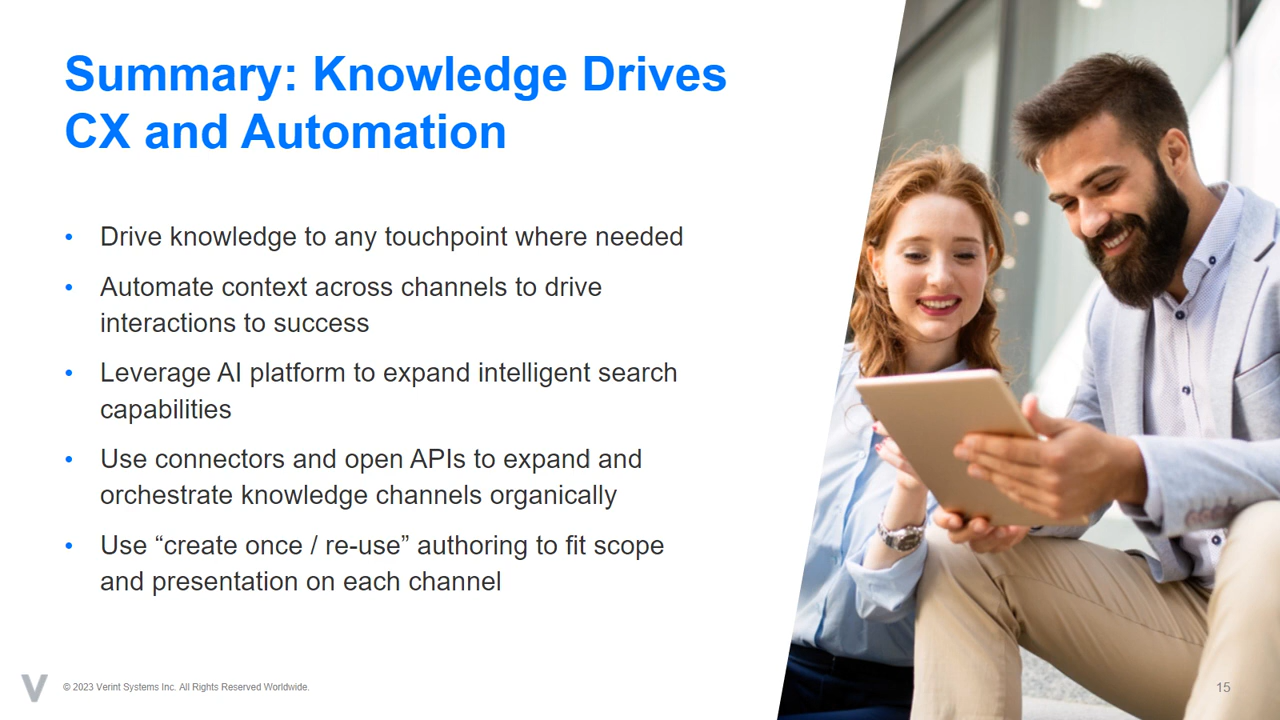 Summary: Knowledge Drives
CX and Automation
• Drive knowledge to any touchpoint where needed
• Automate context across channels to drive
interactions to success
• Leverage AI platform to expand intelligent search
capabilities
• Use connectors and open APIs to expand and
orchestrate knowledge channels organically
• Use “create once / re-use” authoring to fit scope
and presentation on each channel
© 2023 Verint Systems Inc. All Rights Reserved Worldwide.
15